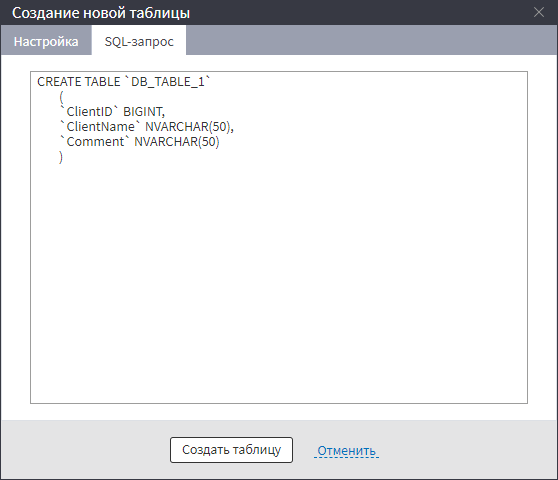 Создание новой таблицы
Настройка SQL-запрос
CREATE TABLE `DB_TABLE_1`
(
`ClientID` BIGINT,
`ClientName` NVARCHAR(50),
`Comment` NVARCHAR(50)
)
Создать таблицу Отменить